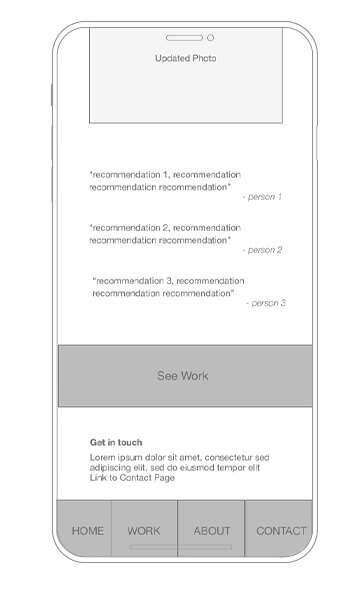 Updated Photo
"recommendation 1, recommendation
recommendation recommendation"
- person 1
"recommendation 2, recommendation
recommendation recommendation"
- person 2
"recommendation 3, recommendation
recommendation recommendation"
- person 3
See Work
Get in touch
Lorem ipsum dolor sit amet, consectetur sed
adipiscing elit, sed do eiusmod tempor elit
Link to Contact Page
HOME WORK ABOUT CONTACT